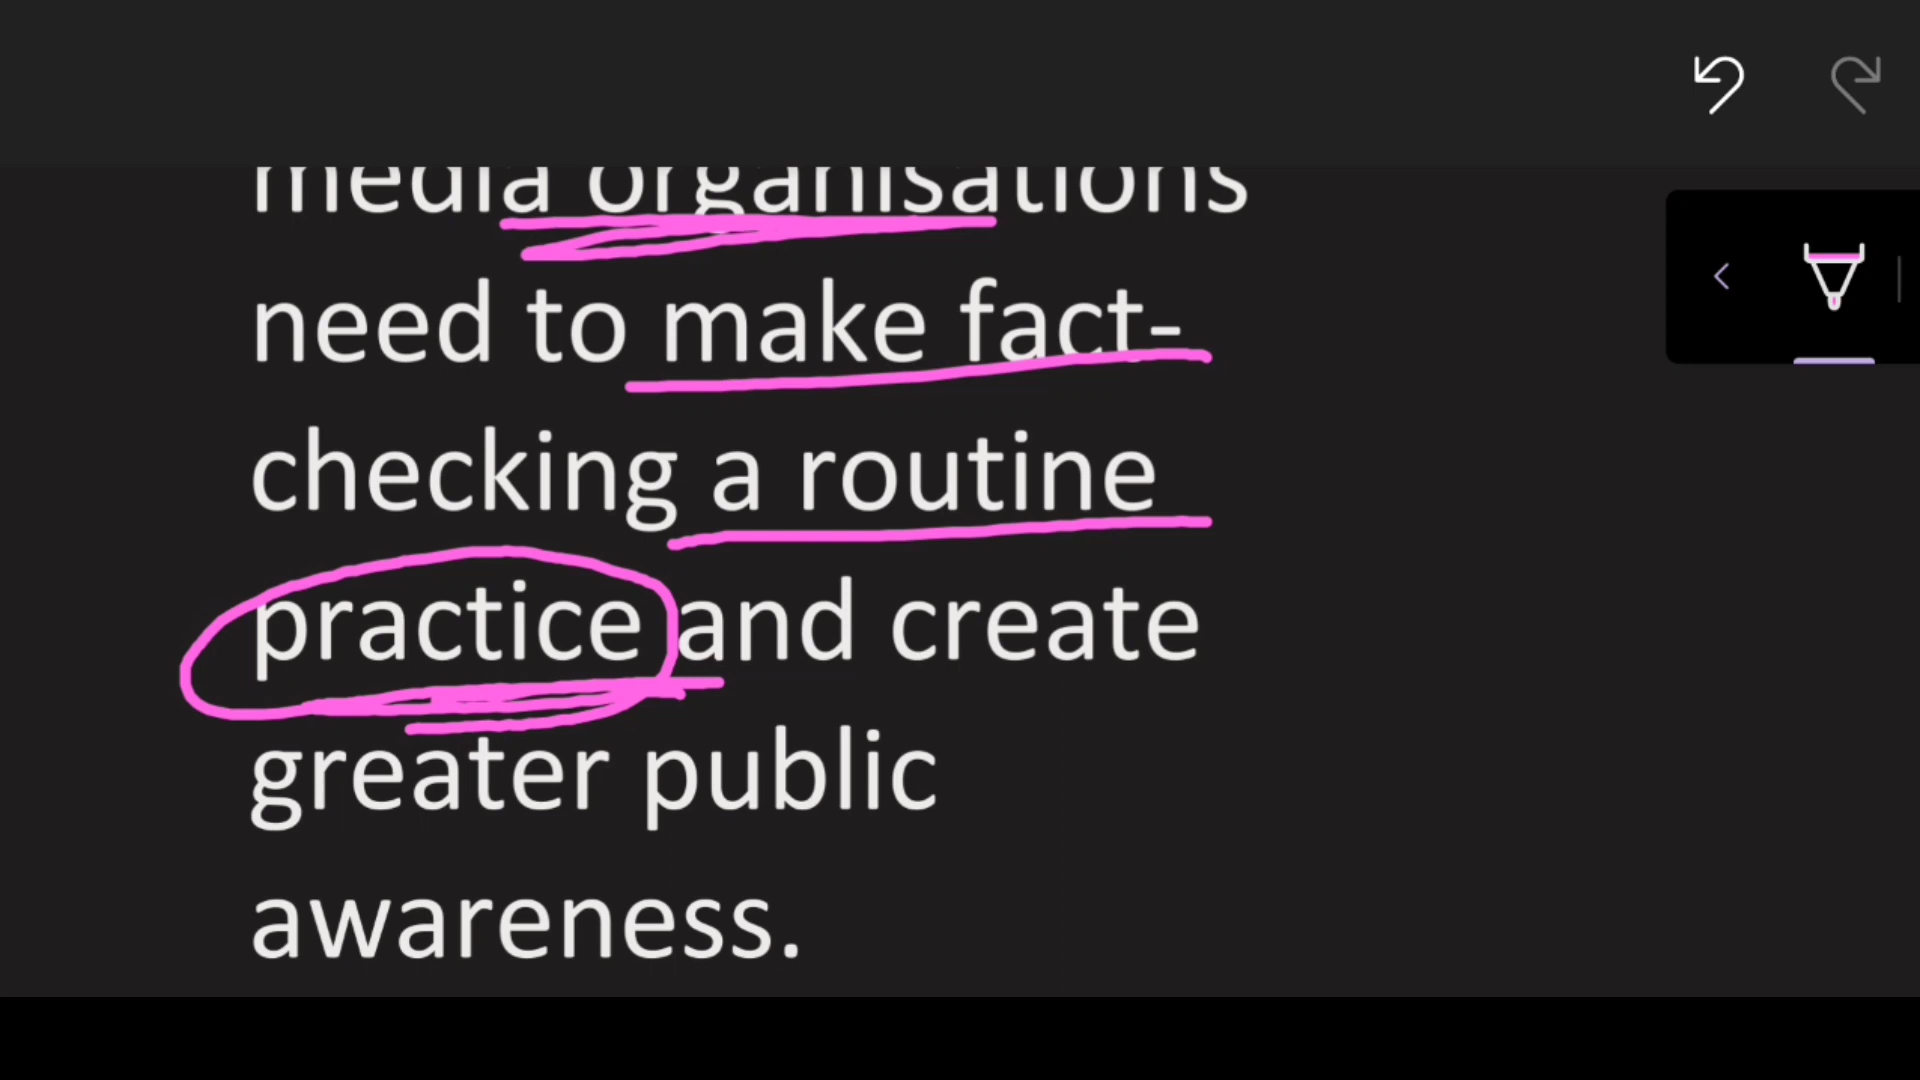 media organisations
need to make fact-
checking a routine
practice and create
greater public
awareness.